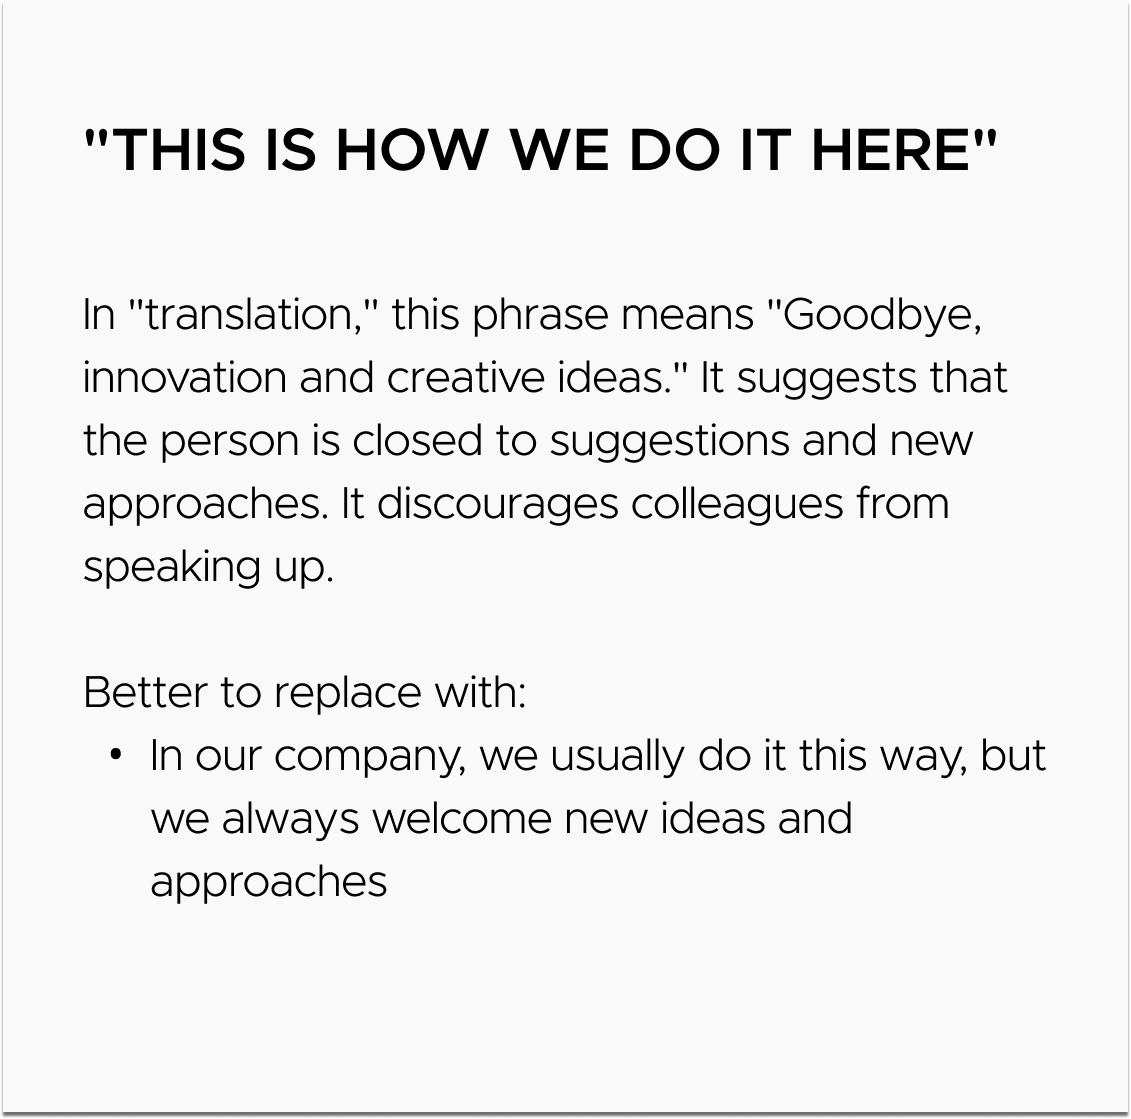 "THIS IS HOW WE DO IT HERE"
In "translation," this phrase means "Goodbye,
innovation and creative ideas." It suggests that
the person is closed to suggestions and new
approaches. It discourages colleagues from
speaking up.
Better to replace with:
• In our company, we usually do it this way, but
we always welcome new ideas and
approaches